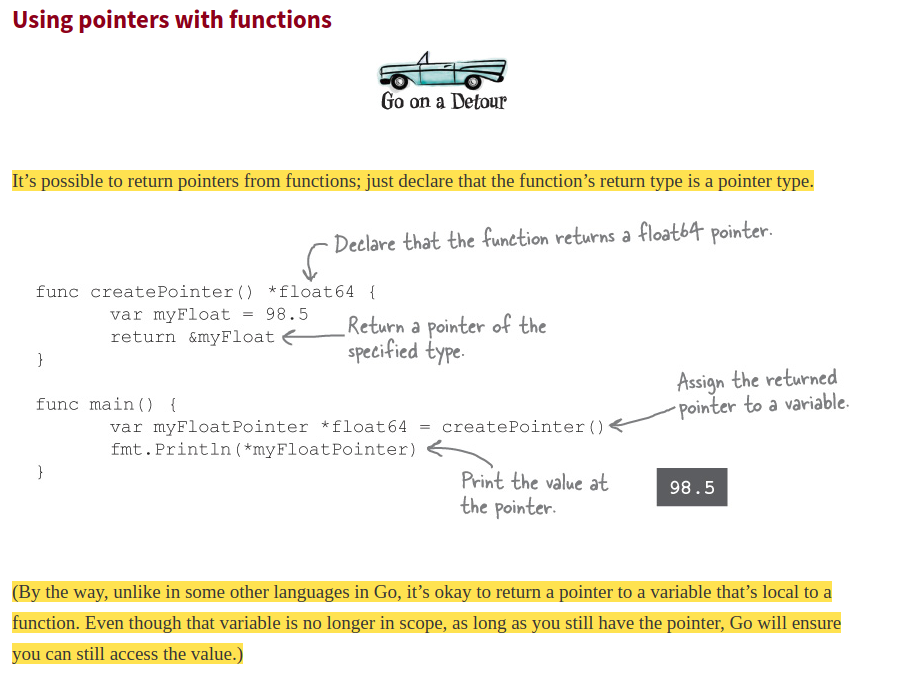 Using pointers with functions
Go on a Detour
It’s possible to return pointers from functions; just declare that the function’s return type is a pointer type.
Declare that the function returns a float64 pointer.
func createPointer() *float64 {
var myFloat = 98.5
return &myFloat
Return a pointer of the
specified type.
}
Assign the returned
pointer to a variable.
func main() {
var myFloatPointer *float64 = createPointer()
fmt.Println(*myFloatPointer)
}
Print the value at
the pointer.
98.5
(By the way, unlike in some other languages in Go, it’s okay to return a pointer to a variable that’s local to a
function. Even though that variable is no longer in scope, as long as you still have the pointer, Go will ensure
you can still access the value.)